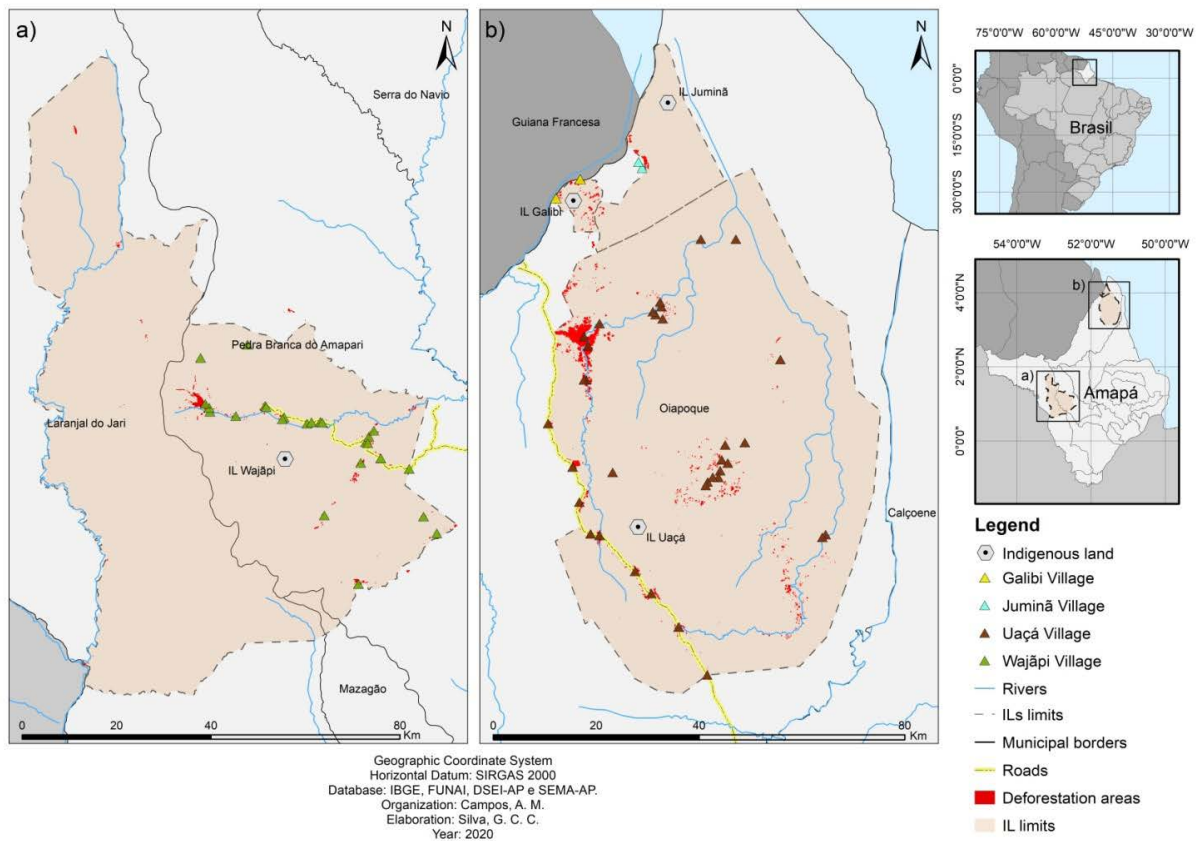 a)
N
Serra do Navio
Pedra Branca do Amapari
Laranjal do Jari
IL Wajãpi
Mazagão
0 20 40 80
Km
b)
N
IL Juminã
Guiana Francesa
IL Galibi
Oiapoque
IL Uaçá
Calçoene
0 20 40 80
Km
75°0'0"W 60°0'0"W 45°0'0"W 30°0'0"W
0°0'0"
15°0'0"S
30°0'0"S
Brasil
54°0'0"W 52°0'0"W 50°0'0"W
4°0'0"N
2°0'0"N
0°0'0"
b)
a)
Amapá
Legend
Indigenous land
Galibi Village
Juminã Village
Uaçá Village
Wajãpi Village
Rivers
ILs limits
Municipal borders
Roads
Deforestation areas
IL limits
Geographic Coordinate System
Horizontal Datum: SIRGAS 2000
Database: IBGE, FUNAI, DSEI-AP e SEMA-AP.
Organization: Campos, A. M.
Elaboration: Silva, G. C. C.
Year: 2020